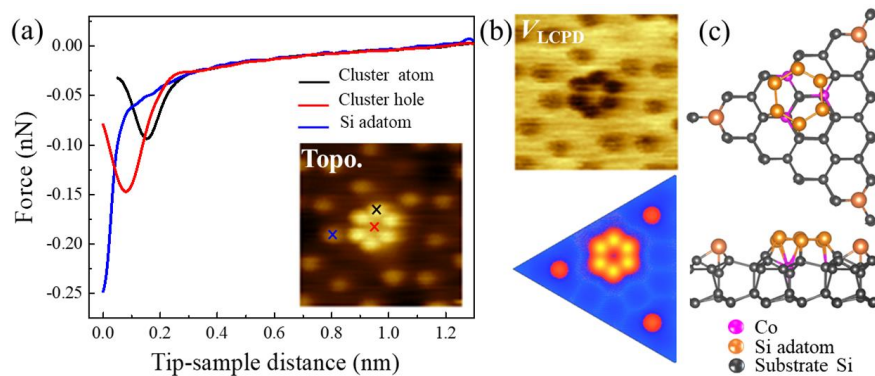 (a)
0.00
-0.05
-0.10
-0.15
-0.20
-0.25
Force (nN)
Cluster atom
Cluster hole
Si adatom
Topo.
0.0 0.2 0.4 0.6 0.8 1.0 1.2
Tip-sample distance (nm)
(b)
VLCPD
(c)
Co
Si adatom
Substrate Si